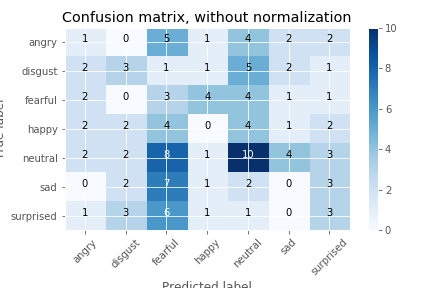 Confusion matrix, without normalization
angry 1 0 5 1 4 2 2
disgust 2 3 1 1 5 2 1
fearful 2 0 3 4 4 1 1
happy 2 2 4 0 4 1 2
neutral 2 2 8 1 10 4 3
sad 0 2 7 1 2 0 3
surprised 1 3 6 1 1 0 3
angry disgust fearful happy neutral sad surprised
Predicted label
True label
10
8
6
4
2
0